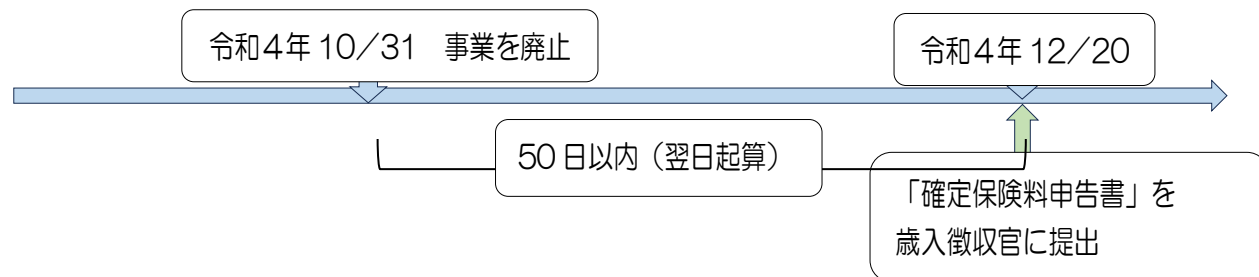 令和4年 10／31　事業を廃止
令和4年 12／20
50 日以内（翌日起算）
「確定保険料申告書」を
歳入徴収官に提出